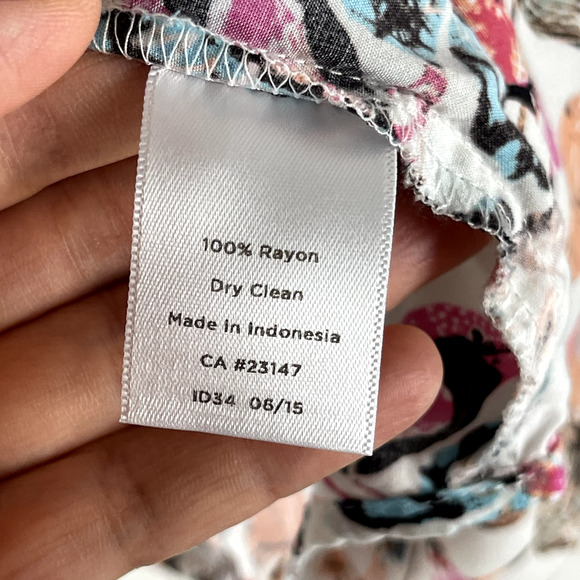 100% Rayon
Dry Clean
Made in Indonesia
CA #23147
ID34 06/15